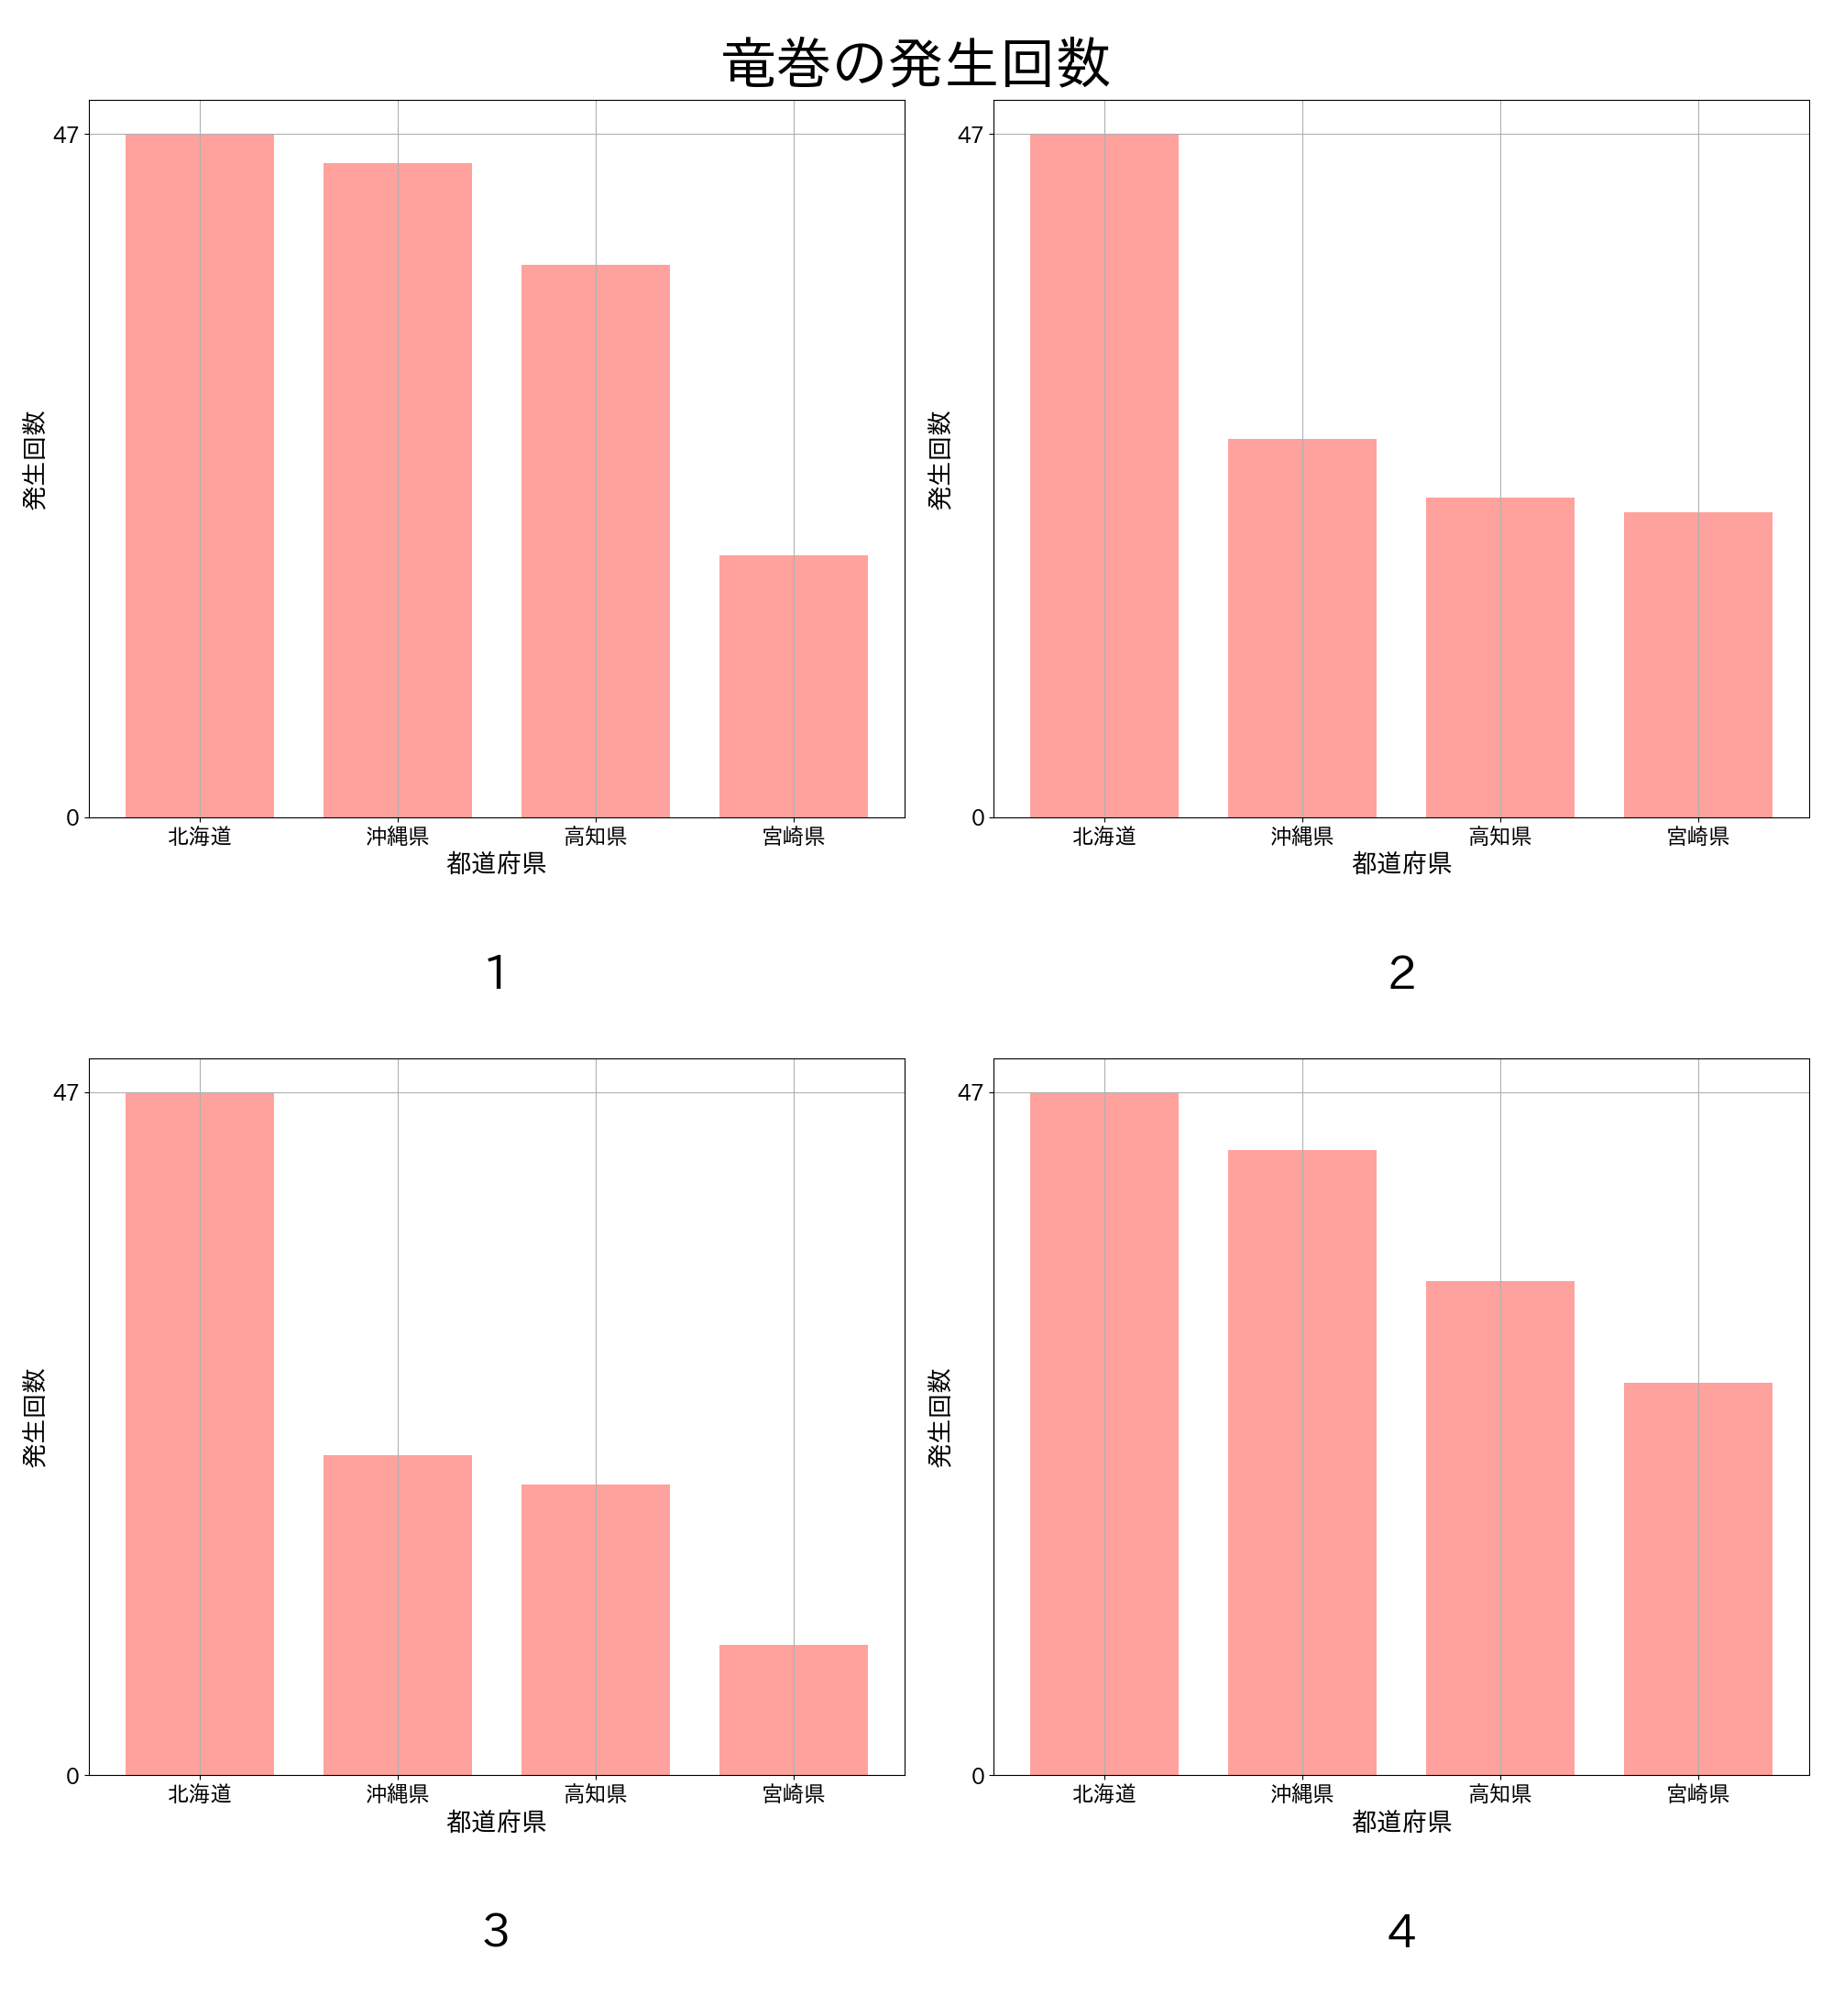 竜巻の発生回数
47
0
発生回数
北海道 沖縄県 高知県 宮崎県
都道府県
1
47
0
発生回数
北海道 沖縄県 高知県 宮崎県
都道府県
2
47
0
発生回数
北海道 沖縄県 高知県 宮崎県
都道府県
3
47
0
発生回数
北海道 沖縄県 高知県 宮崎県
都道府県
4